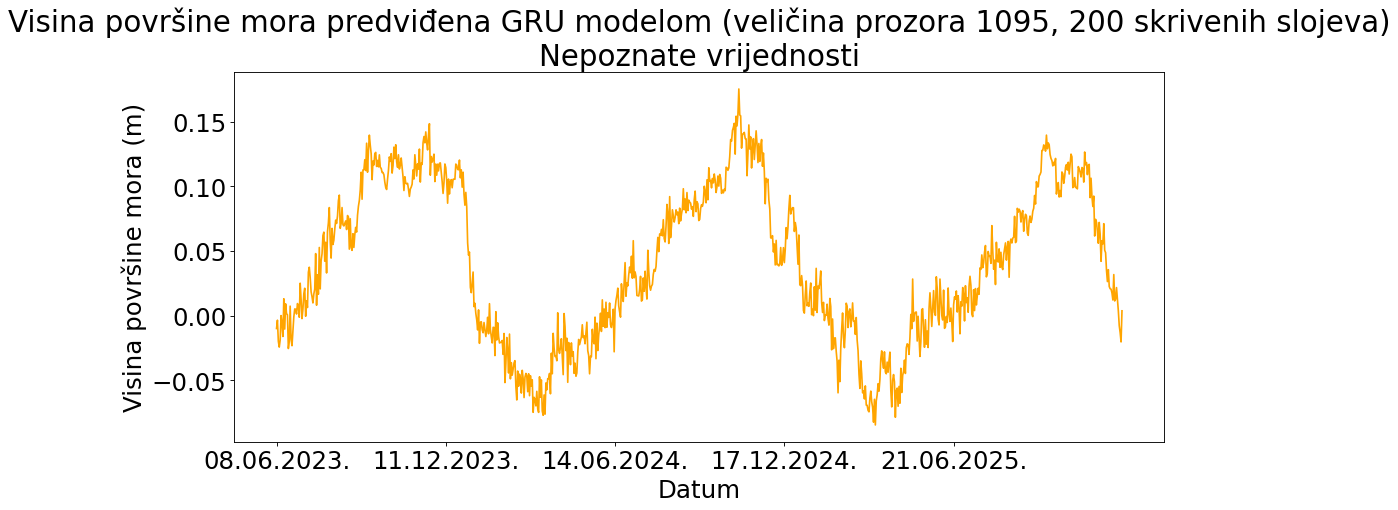 Visina površine mora predviđena GRU modelom (veličina prozora 1095, 200 skrivenih slojeva)
Nepoznate vrijednosti
Visina površine mora (m)
0.15
0.10
0.05
0.00
−0.05
08.06.2023. 11.12.2023. 14.06.2024. 17.12.2024. 21.06.2025.
Datum